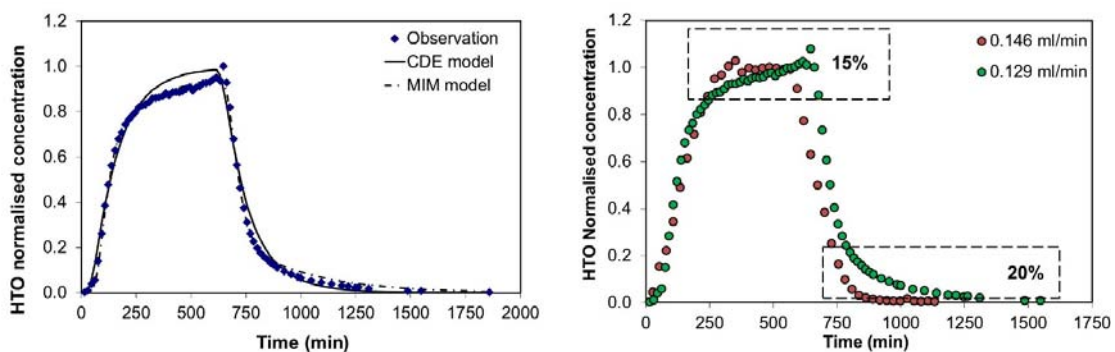 HTO normalised concentration
1.2
1.0
0.8
0.6
0.4
0.2
0.0
0 250 500 750 1000 1250 1500 1750 2000
Time (min)
Observation
CDE model
MIM model
HTO Normalised concentration
1.2
1.0
0.8
0.6
0.4
0.2
0.0
0 250 500 750 1000 1250 1500 1750
Time (min)
0.146 ml/min
0.129 ml/min
15%
20%